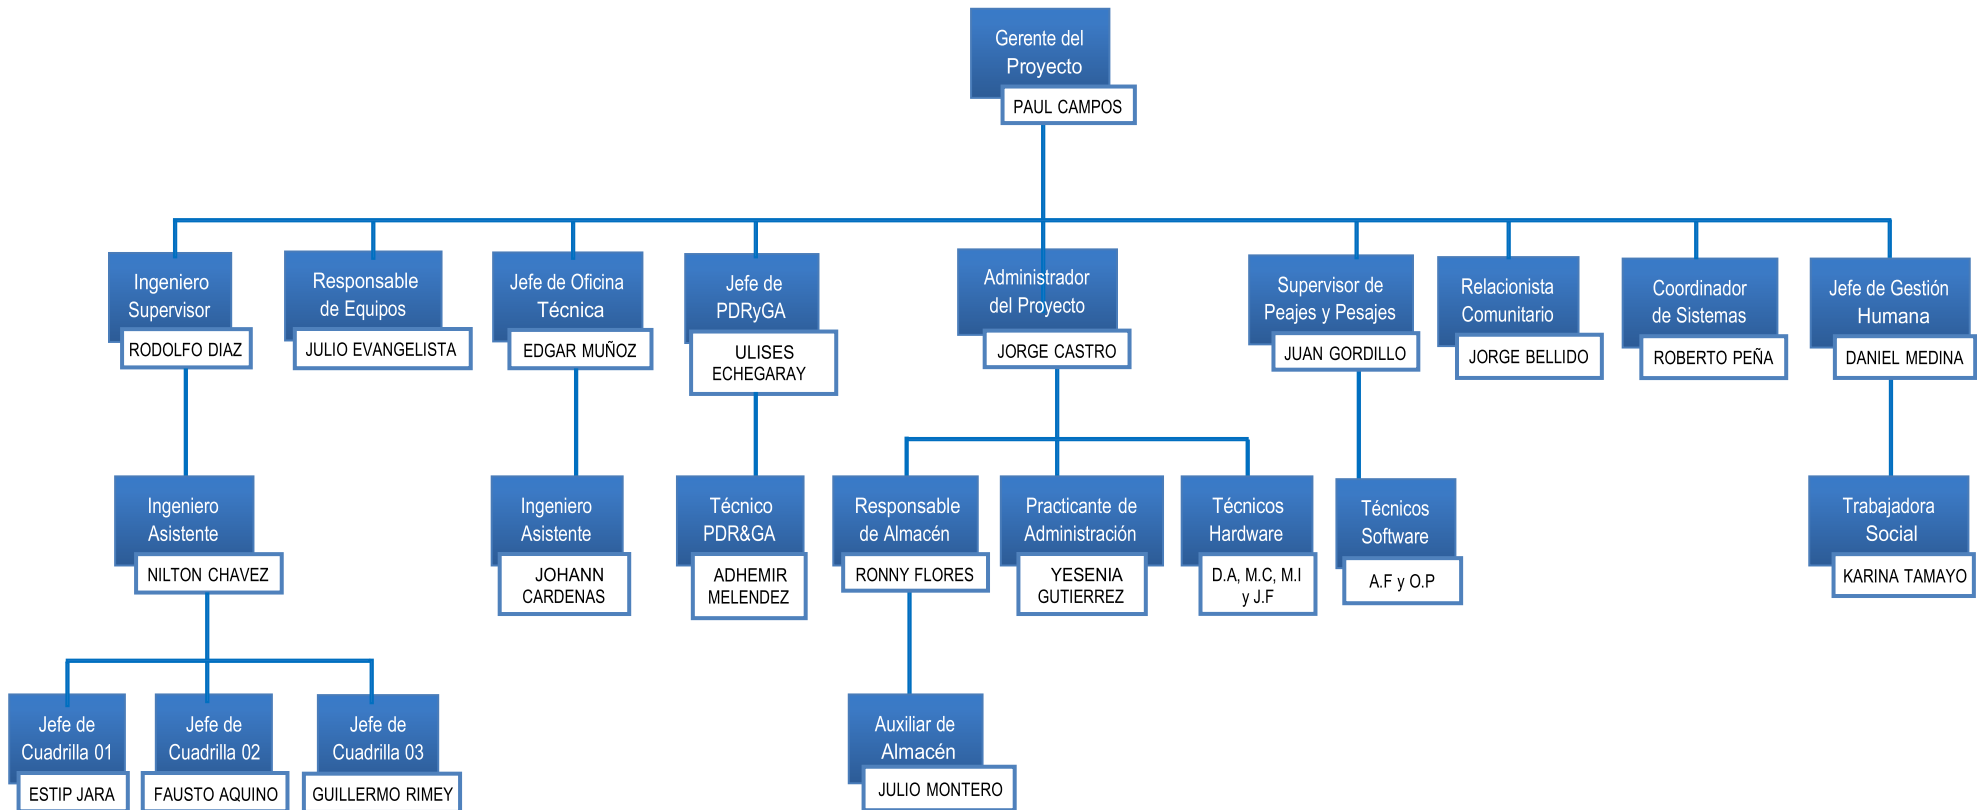 Gerente del
Proyecto
PAUL CAMPOS
Ingeniero
Supervisor
RODOLFO DIAZ
Responsable
de Equipos
JULIO EVANGELISTA
Jefe de Oficina
Técnica
EDGAR MUÑOZ
Jefe de
PDRyGA
ULISES
ECHEGARAY
Administrador
del Proyecto
JORGE CASTRO
Supervisor de
Peajes y Pesajes
JUAN GORDILLO
Relacionista
Comunitario
JORGE BELLIDO
Coordinador
de Sistemas
ROBERTO PEÑA
Jefe de Gestión
Humana
DANIEL MEDINA
Ingeniero
Asistente
NILTON CHAVEZ
Ingeniero
Asistente
JOHANN
CARDENAS
Técnico
PDR&GA
ADHEMIR
MELENDEZ
Responsable
de Almacén
RONNY FLORES
Practicante de
Administración
YESENIA
GUTIERREZ
Técnicos
Hardware
D.A, M.C, M.I
y J.F
Técnicos
Software
A.F y O.P
Trabajadora
Social
KARINA TAMAYO
Jefe de
Cuadrilla 01
ESTIP JARA
Jefe de
Cuadrilla 02
FAUSTO AQUINO
Jefe de
Cuadrilla 03
GUILLERMO RIMEY
Auxiliar de
Almacén
JULIO MONTERO